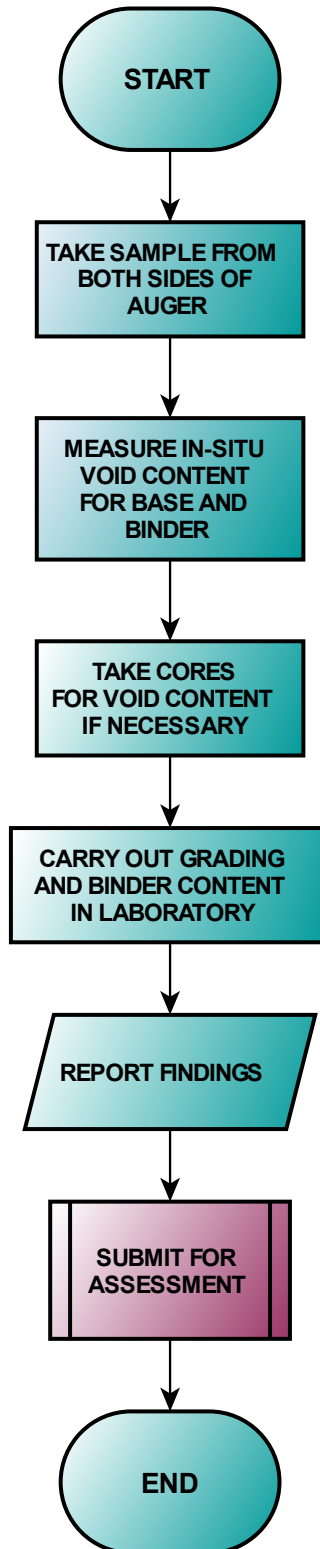 START
TAKE SAMPLE FROM
BOTH SIDES OF
AUGER
MEASURE IN-SITU
VOID CONTENT
FOR BASE AND
BINDER
TAKE CORES
FOR VOID CONTENT
IF NECESSARY
CARRY OUT GRADING
AND BINDER CONTENT
IN LABORATORY
REPORT FINDINGS
SUBMIT FOR
ASSESSMENT
END